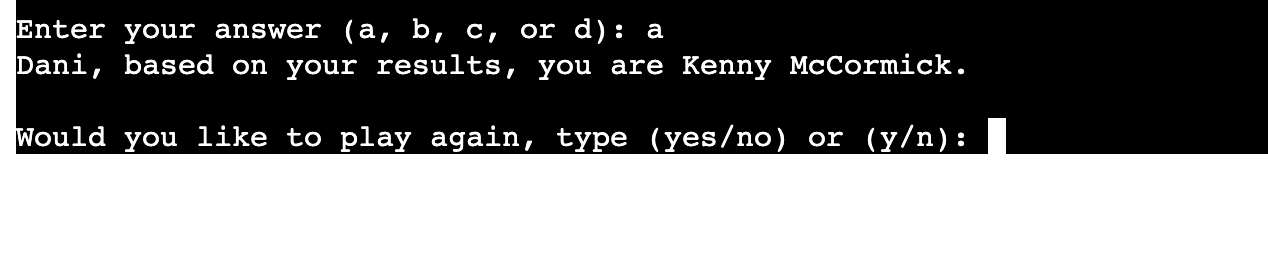 Enter your answer (a, b, c, or d): a
Dani, based on your results, you are Kenny McCormick.
Would you like to play again, type (yes/no) or (y/n):